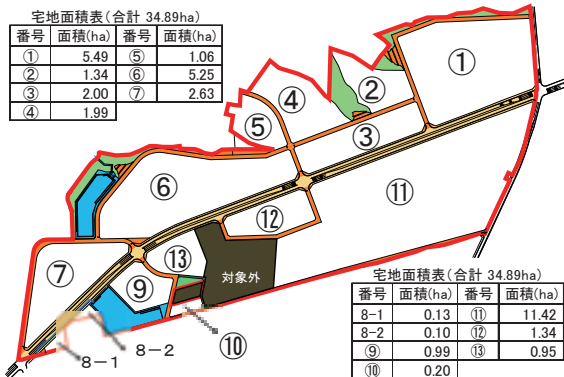 宅地面積表(合計 34.89ha)
番号 面積(ha) 番号 面積(ha)
① 5.49 ⑤ 1.06
② 1.34 ⑥ 5.25
③ 2.00 ⑦ 2.63
④ 1.99
①
②
④
⑤
③
⑥
⑪
⑫
⑬
対象外
⑦
⑨
8-1
8-2
⑩
宅地面積表(合計 34.89ha)
番号 面積(ha) 番号 面積(ha)
8-1 0.13 ⑪ 11.42
8-2 0.10 ⑫ 1.34
⑨ 0.99 ⑬ 0.95
⑩ 0.20